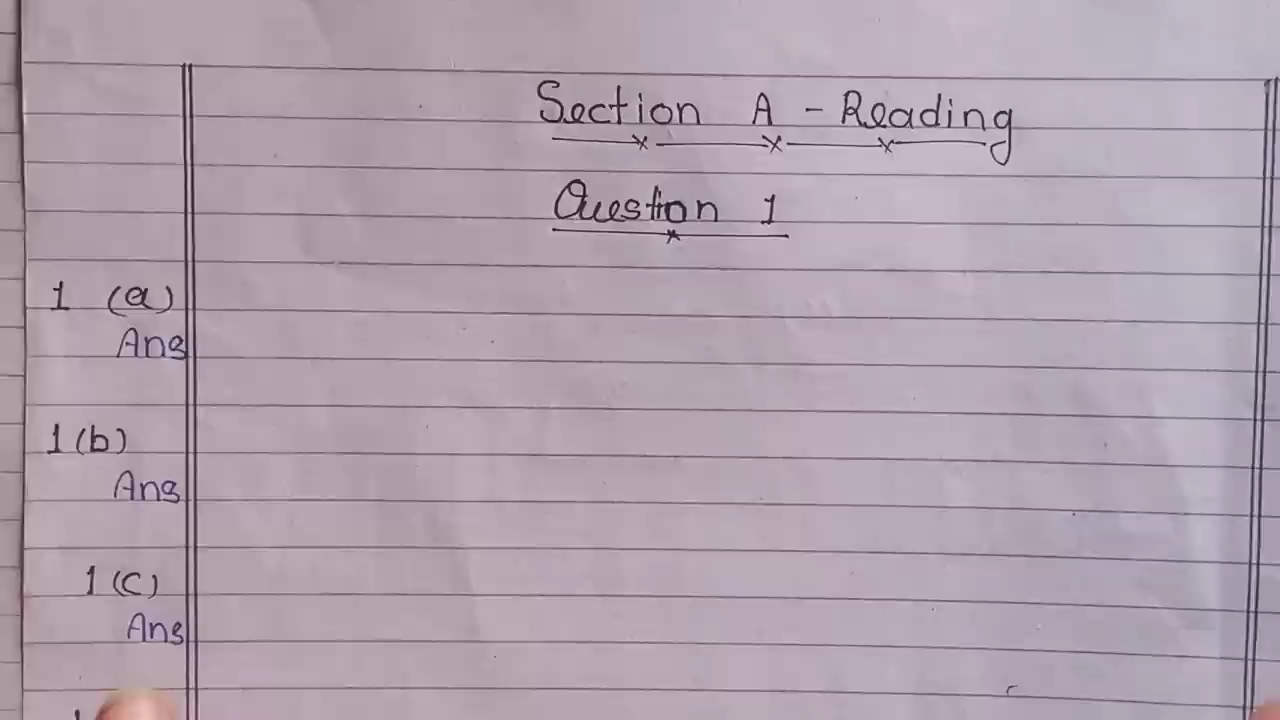 Section A - Reading
Question 1
1 (a)
Ans
1 (b)
Ans
1 (c)
Ans